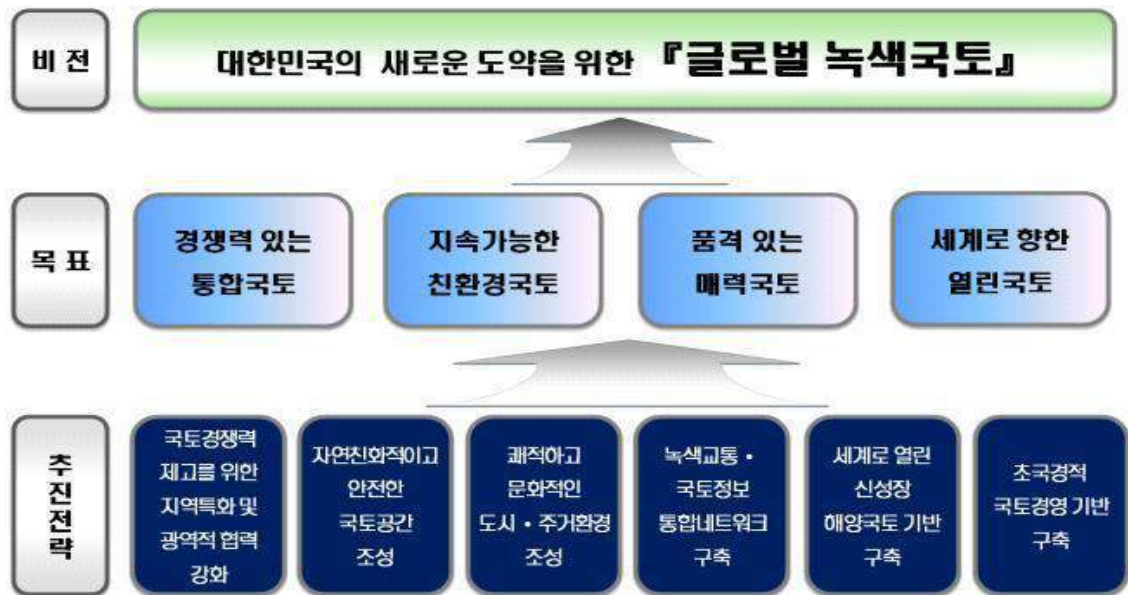 비 전
대한민국의 새로운 도약을 위한 『글로벌 녹색국토』
목 표
경쟁력 있는
통합국토
지속가능한
친환경국토
품격 있는
매력국토
세계로 향한
열린국토
추진전략
국토경쟁력
제고를 위한
지역특화 및
광역적 협력
강화
자연친화적이고
안전한
국토공간
조성
쾌적하고
문화적인
도시・주거환경
조성
녹색교통・
국토정보
통합네트워크
구축
세계로 열린
신성장
해양국토 기반
구축
초국경적
국토경영 기반
구축